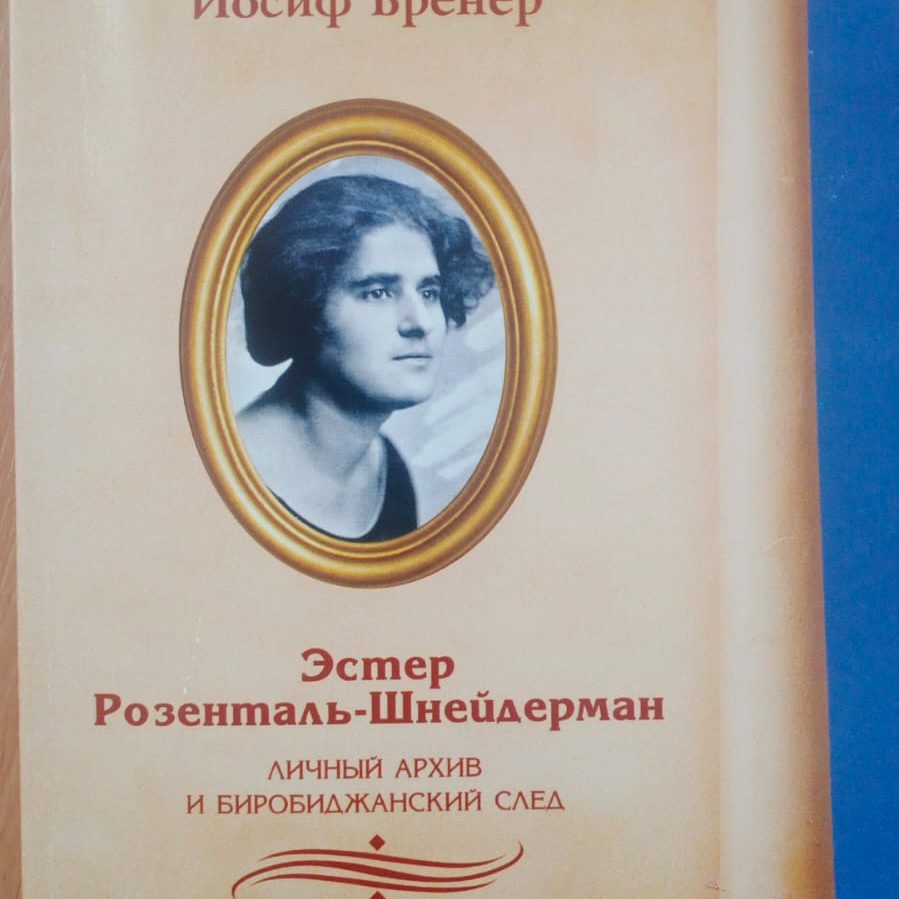 Иосиф Бренер
Эстер
Розенталь-Шнейдерман
ЛИЧНЫЙ АРХИВ
И БИРОБИДЖАНСКИЙ СЛЕД